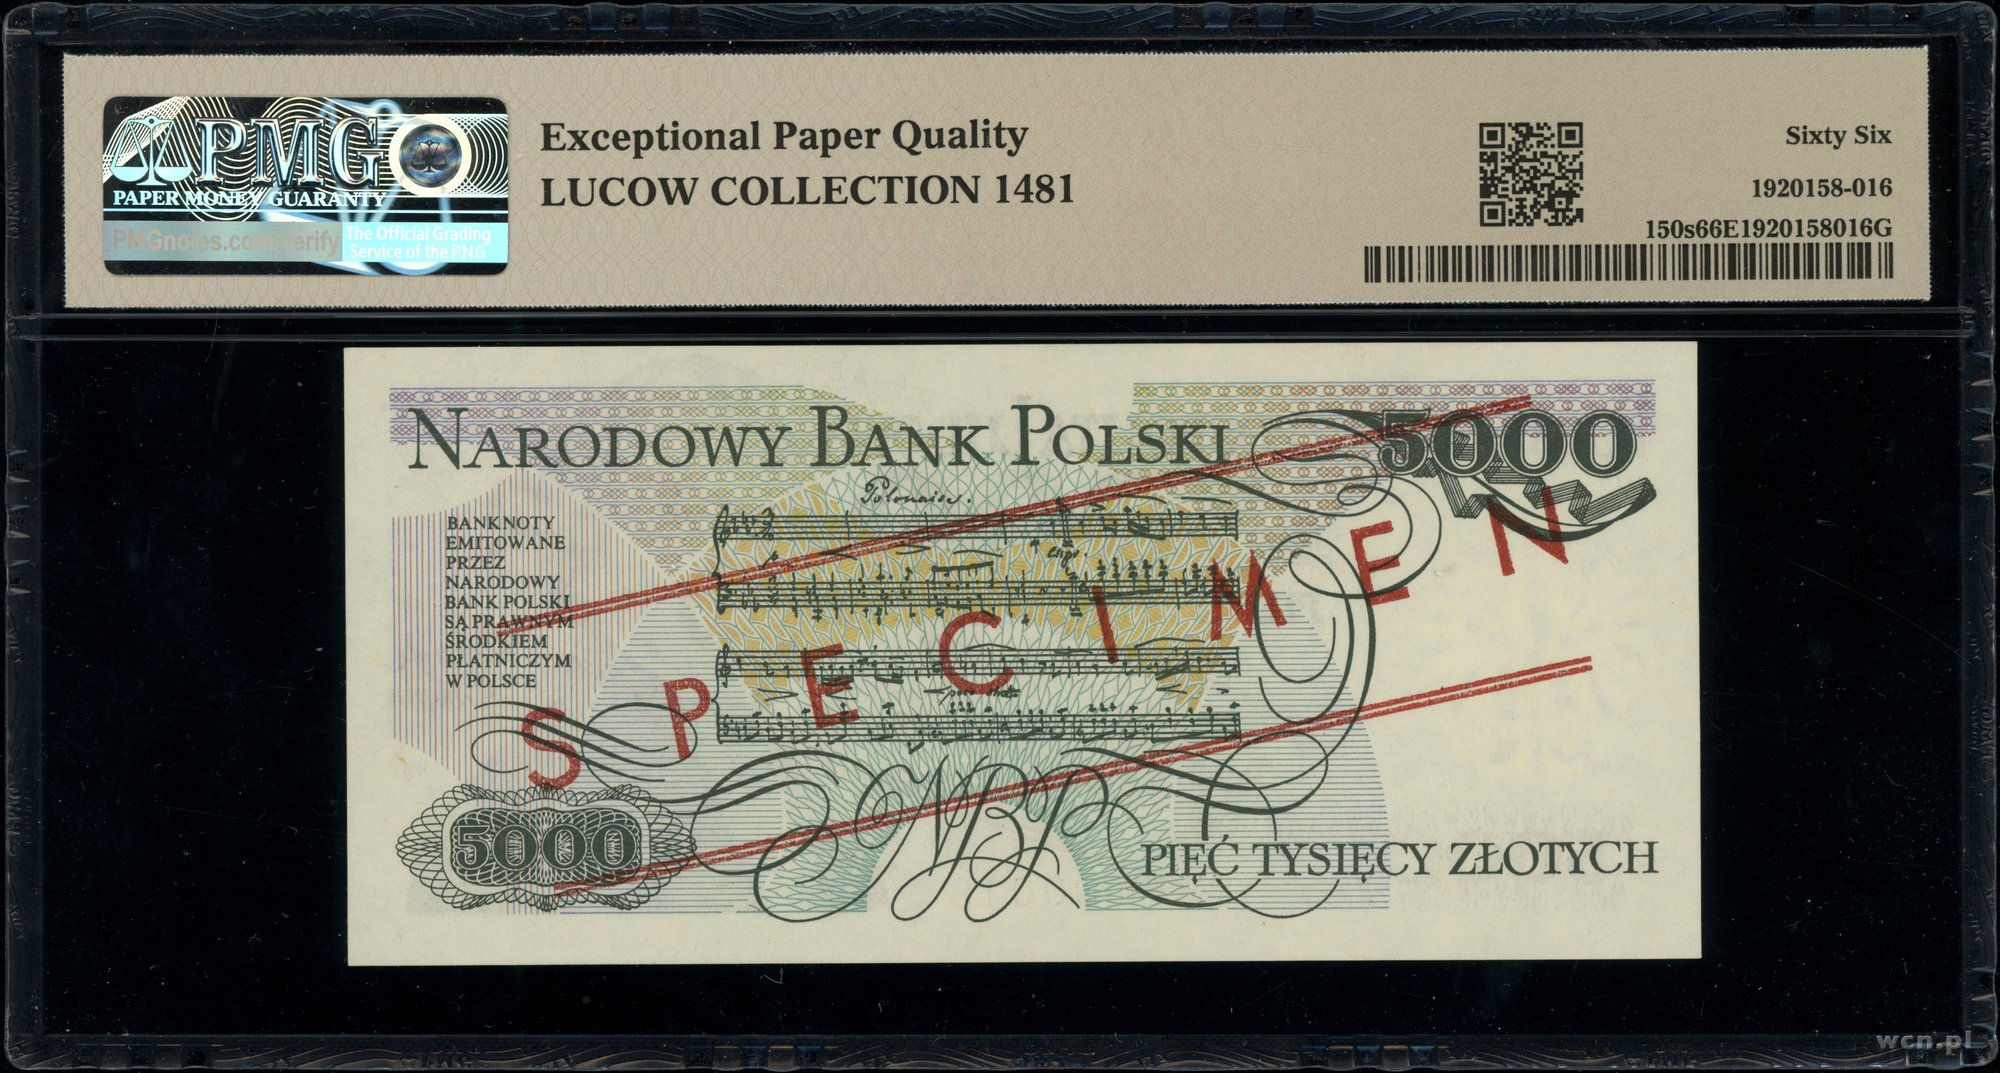 PMG
PAPER MONEY GUARANTY
PMGnotes.com/verify
The Official Grading
Service of the PNG
Exceptional Paper Quality
LUCOW COLLECTION 1481
Sixty Six
1920158-016
150s66E1920158016G
NARODOWY BANK POLSKI
5000
Polonaise.
BANKNOTY
EMITOWANE
PRZEZ
NARODOWY
BANK POLSKI
SĄ PRAWNYM
ŚRODKIEM
PŁATNICZYM
W POLSCE
SPECIMEN
5000
NBP
PIĘĆ TYSIĘCY ZŁOTYCH
wcn.pl